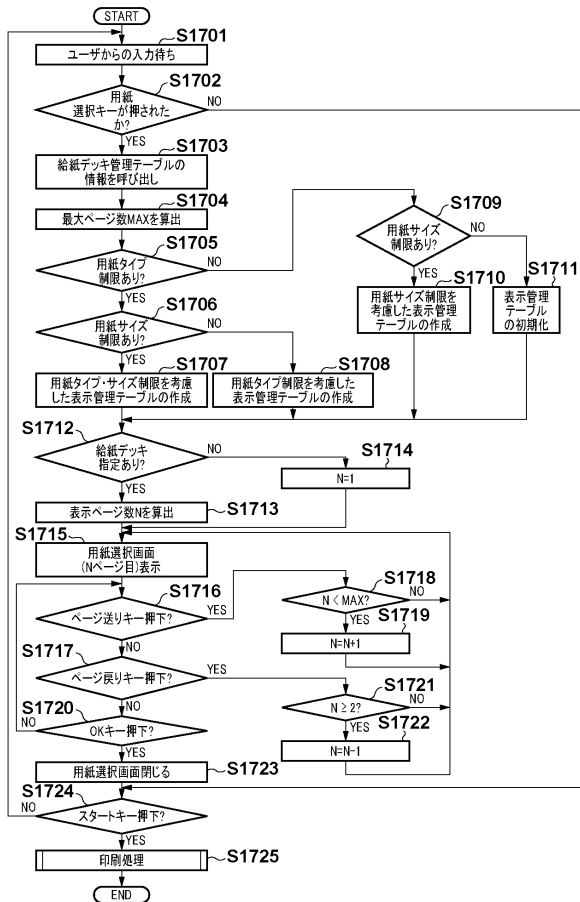 START
S1701
ユーザからの入力待ち
S1702
用紙
選択キーが押された
か?
NO
YES
S1703
給紙デッキ管理テーブルの
情報を呼び出し
S1704
最大ページ数MAXを算出
S1705
用紙タイプ
制限あり?
NO
YES
S1709
用紙サイズ
制限あり?
NO
YES
S1706
用紙サイズ
制限あり?
NO
YES
S1710
用紙サイズ制限を
考慮した表示管理
テーブルの作成
S1711
表示管理
テーブル
の初期化
S1707
用紙タイプ・サイズ制限を考慮
した表示管理テーブルの作成
S1708
用紙タイプ制限を考慮した
表示管理テーブルの作成
S1712
給紙デッキ
指定あり?
NO
YES
S1714
N=1
S1713
表示ページ数Nを算出
S1715
用紙選択画面
(Nページ目)表示
S1716
ページ送りキー押下?
YES
NO
S1718
N < MAX?
NO
YES
S1719
N=N+1
S1717
ページ戻りキー押下?
YES
NO
S1721
N ≥ 2?
NO
YES
S1722
N=N-1
S1720
OKキー押下?
NO
YES
S1723
用紙選択画面閉じる
S1724
スタートキー押下?
NO
YES
S1725
印刷処理
END